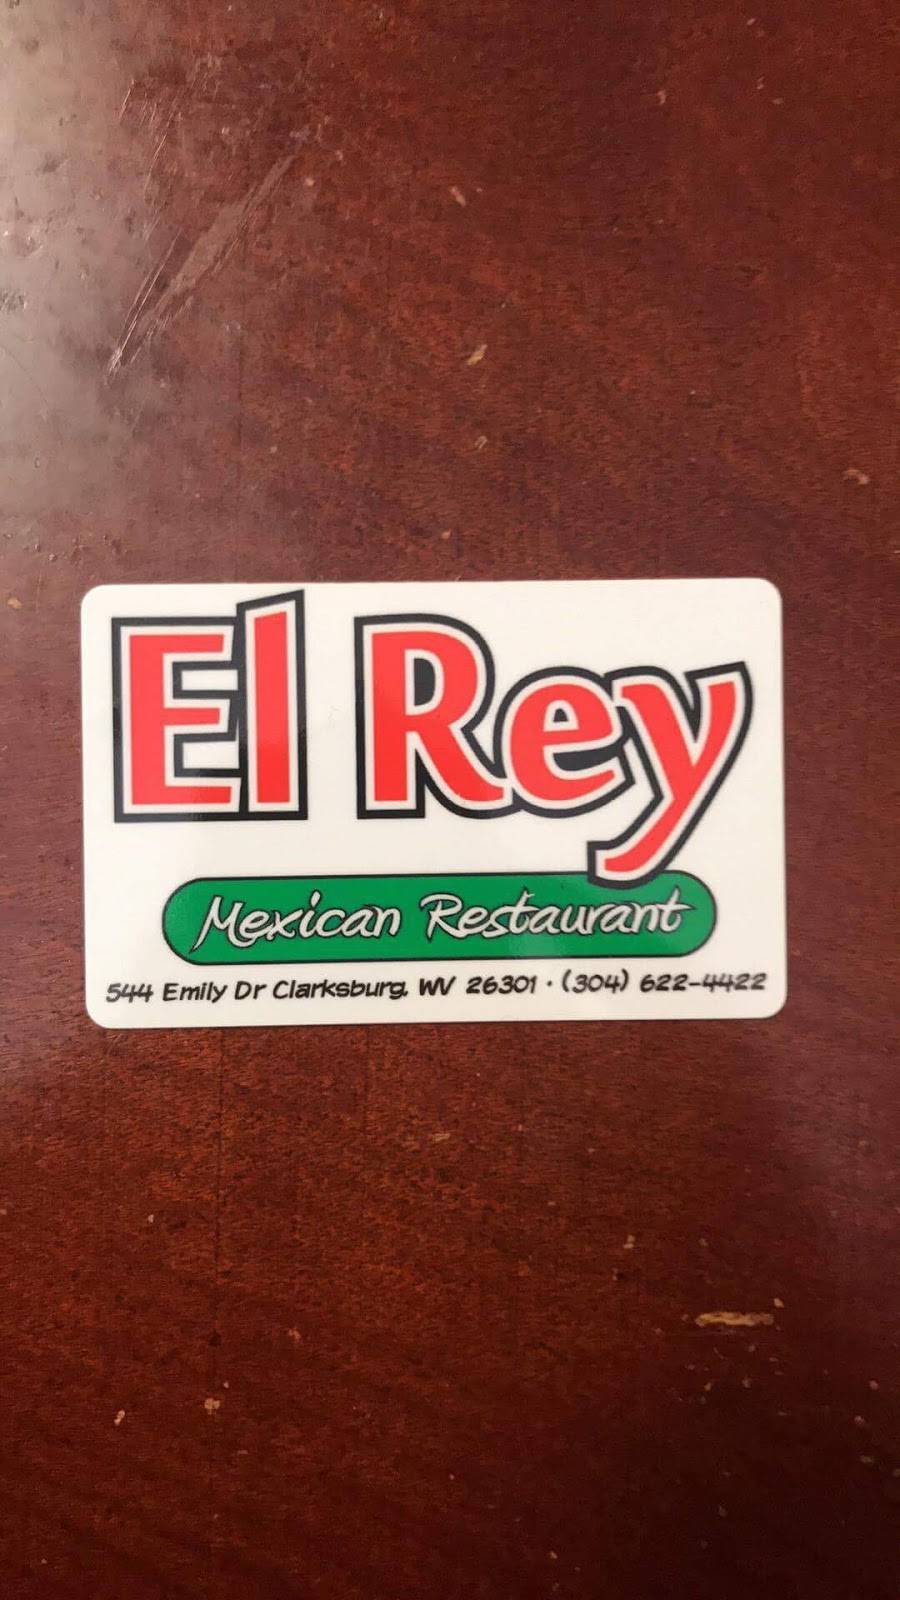 El Rey
Mexican Restaurant
544 Emily Dr Clarksburg, WV 26301 • (304) 622-4422